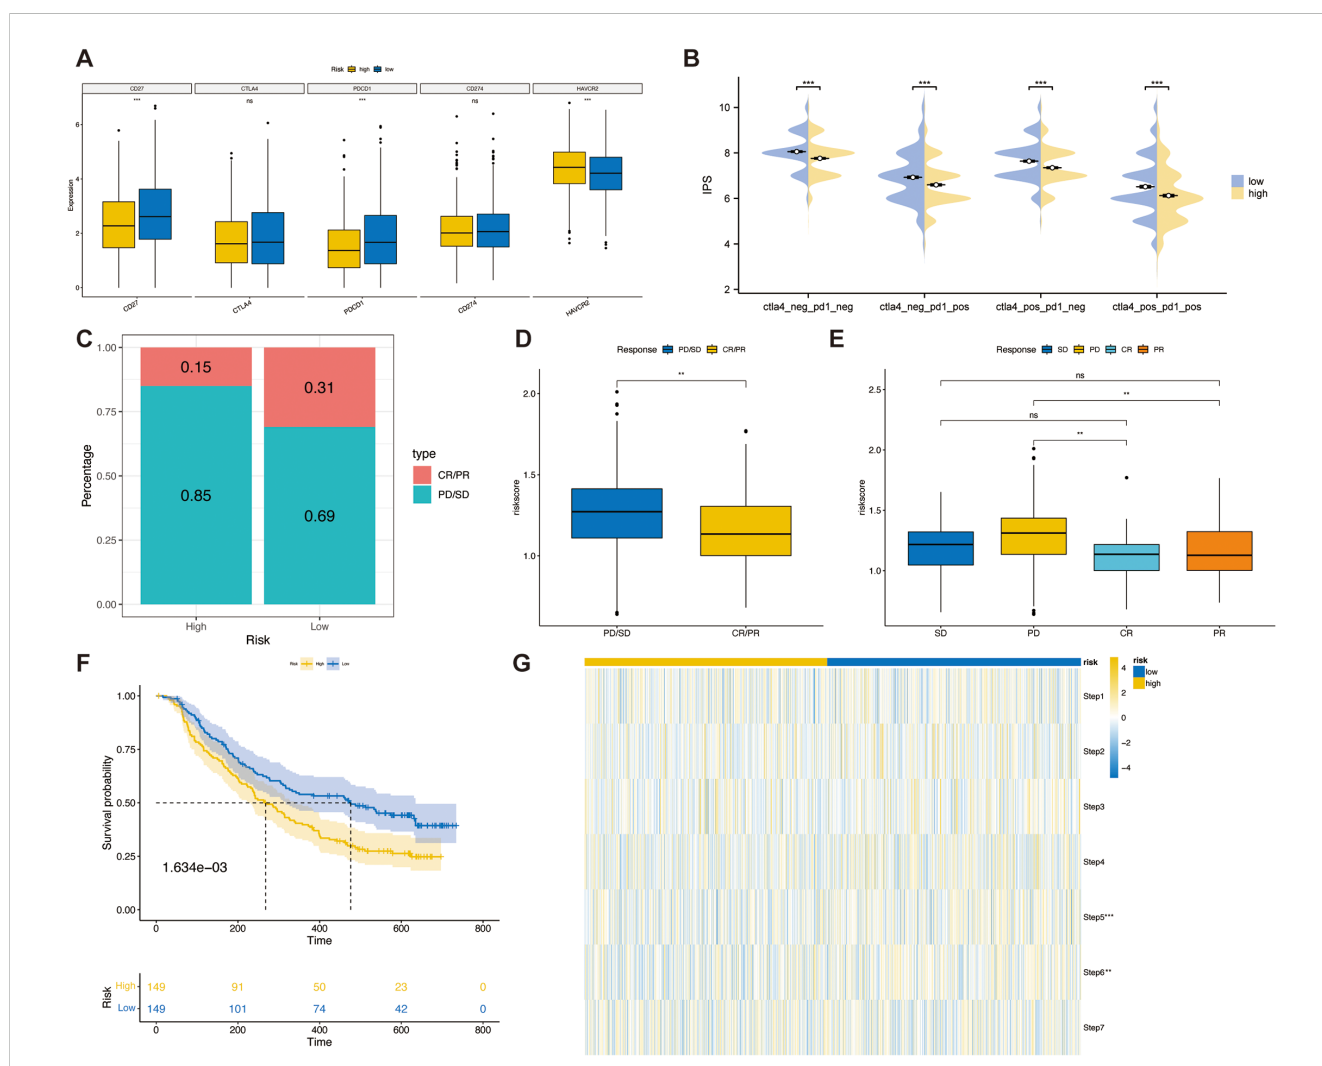 A
Risk high low
CD27 CTLA4 PDCD1 CD274 HAVCR2
*** ns *** ns ***
Expression
6
4
2
0
CD27 CTLA4 PDCD1 CD274 HAVCR2
B
*** *** *** ***
IPS
10
8
6
4
2
low
high
ctla4_neg_pd1_neg ctla4_neg_pd1_pos ctla4_pos_pd1_neg ctla4_pos_pd1_pos
C
Percentage
1.00
0.75
0.50
0.25
0.00
0.15
0.31
0.85
0.69
High Low
Risk
type
CR/PR
PD/SD
D
Response PD/SD CR/PR
**
riskscore
2.0
1.5
1.0
PD/SD CR/PR
E
Response SD PD CR PR
ns
**
ns
**
riskscore
2.5
2.0
1.5
1.0
SD PD CR PR
F
Risk High Low
Survival probability
1.00
0.75
0.50
0.25
0.00
1.634e−03
0 200 400 600 800
Time
Risk
High 149 91 50 23 0
Low 149 101 74 42 0
0 200 400 600 800
Time
G
risk
Step1
Step2
Step3
Step4
Step5***
Step6**
Step7
4
2
0
−2
−4
risk
low
high